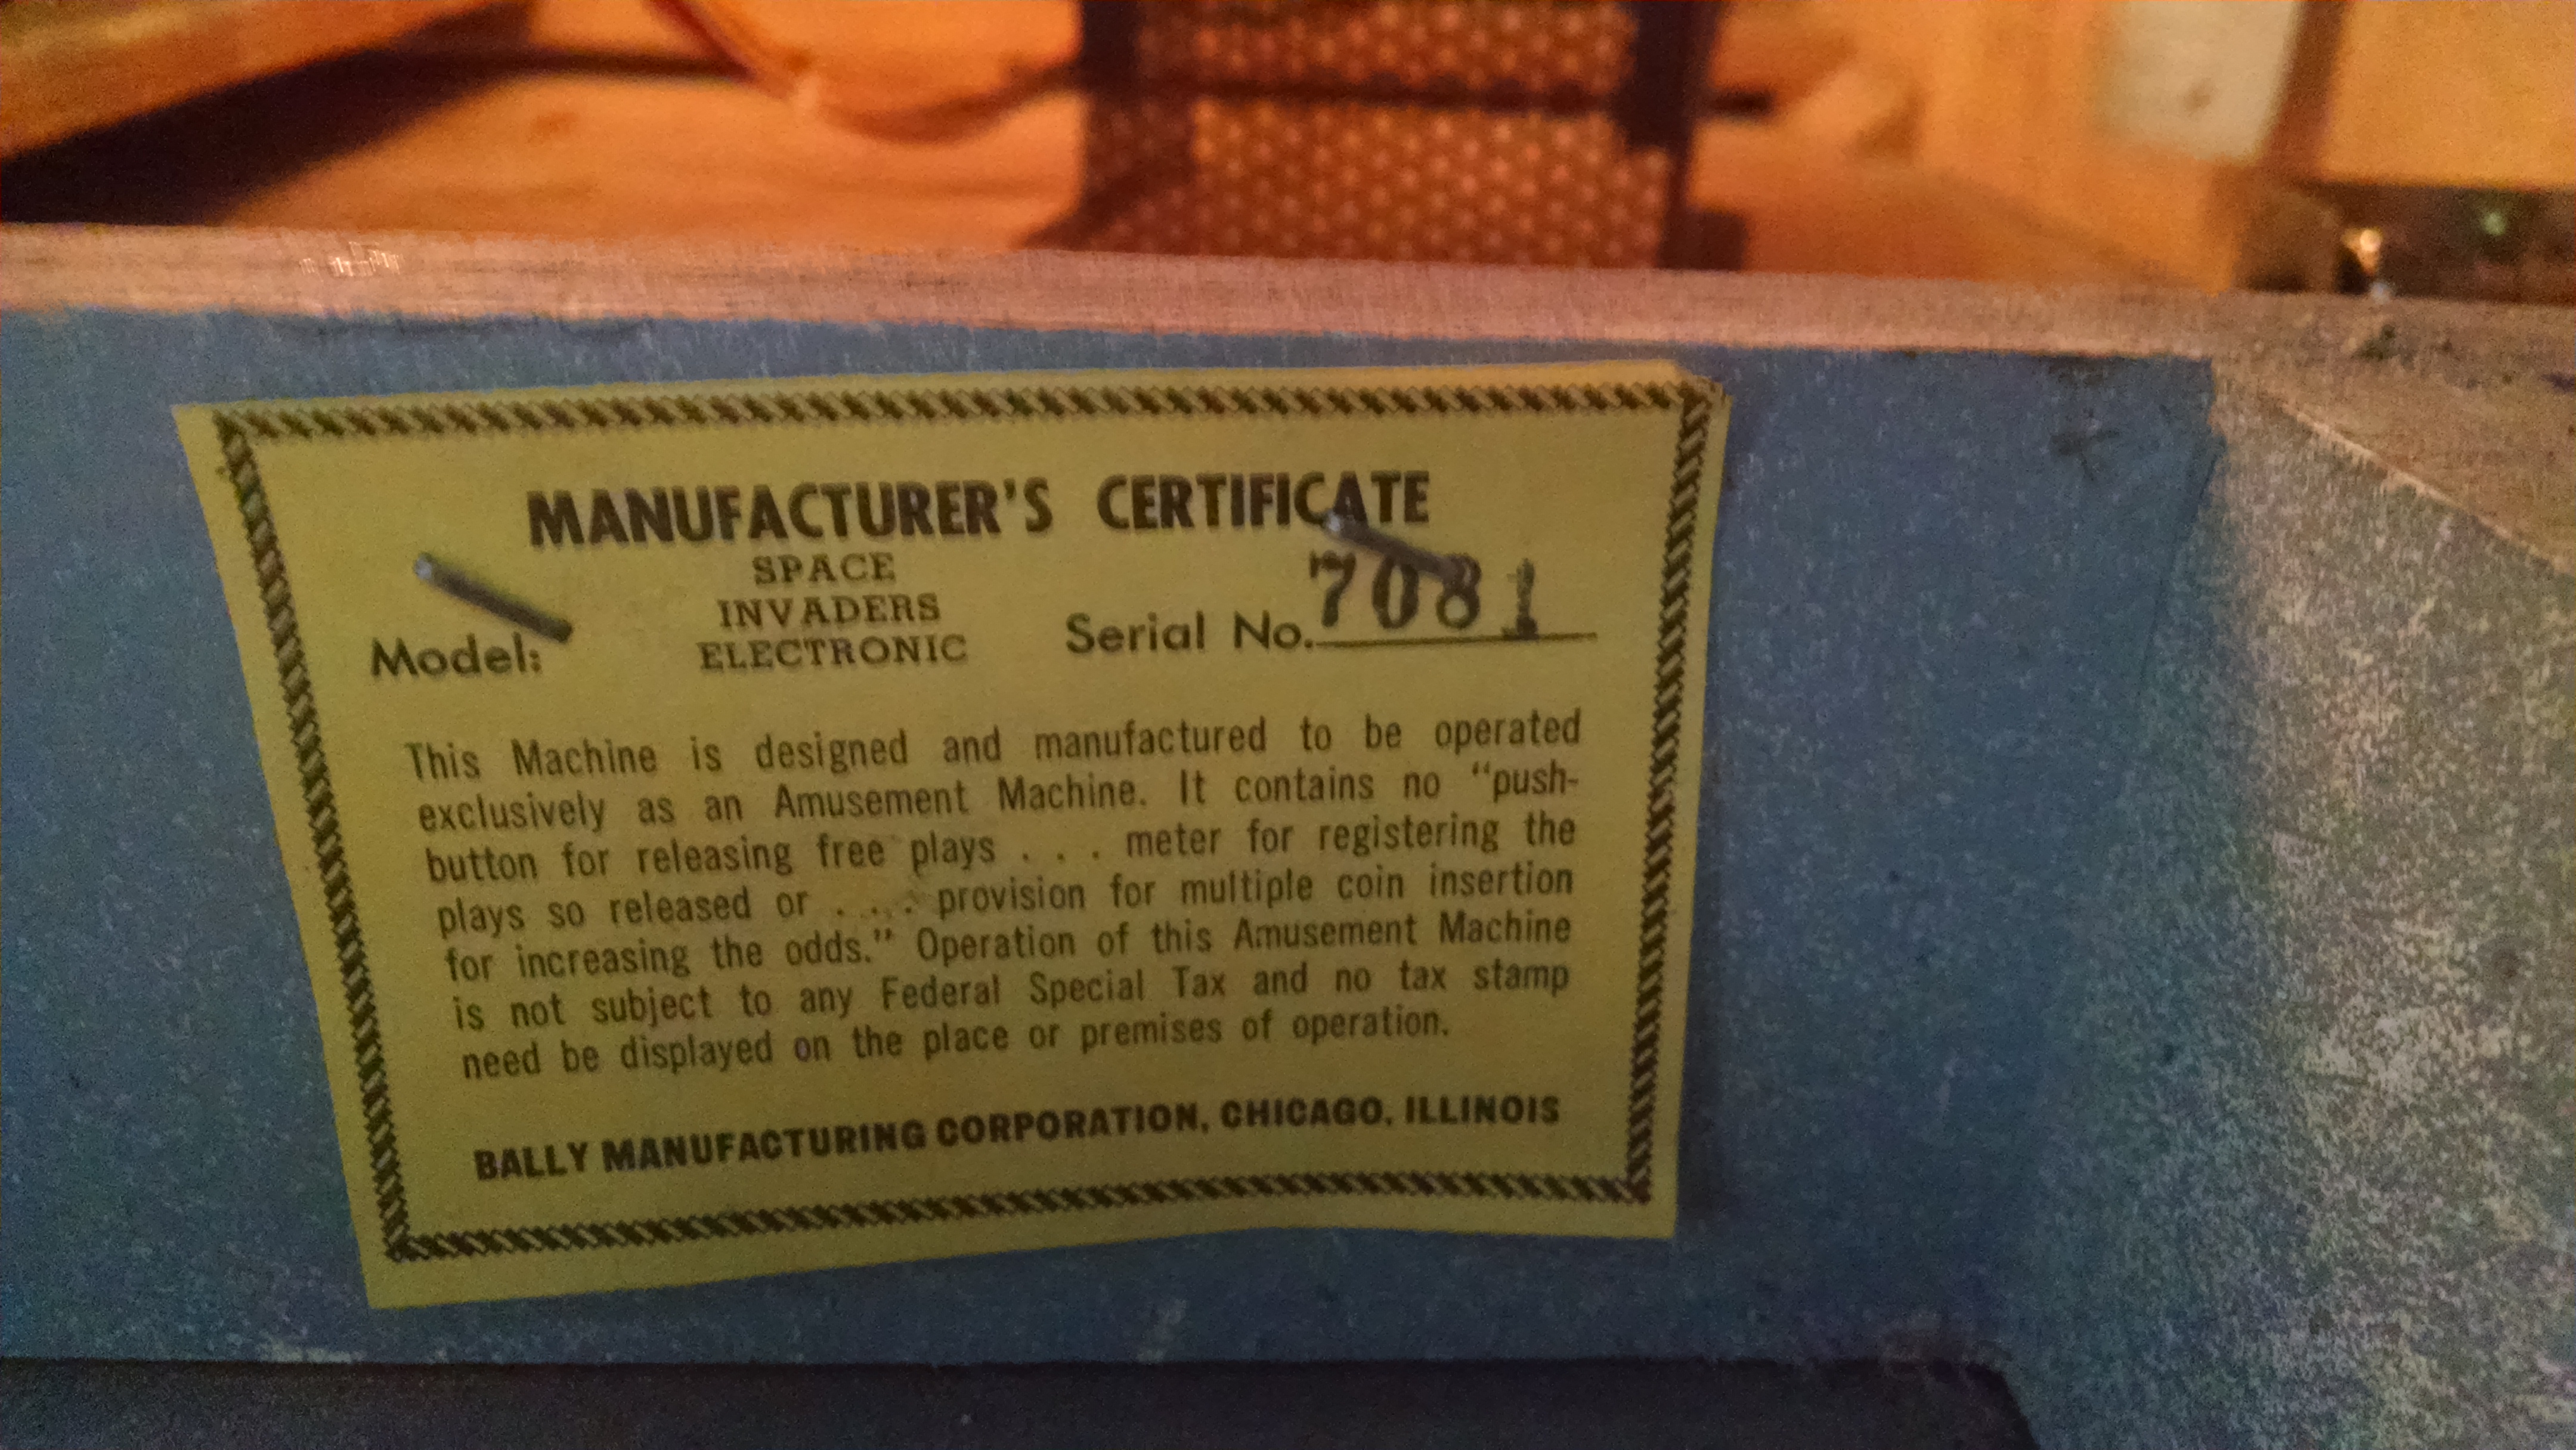 MANUFACTURER'S CERTIFICATE
SPACE
INVADERS
ELECTRONIC
Model:
Serial No. 7081
This Machine is designed and manufactured to be operated
exclusively as an Amusement Machine. It contains no "push-
button for releasing free plays . . . meter for registering the
plays so released or . . . provision for multiple coin insertion
for increasing the odds." Operation of this Amusement Machine
is not subject to any Federal Special Tax and no tax stamp
need be displayed on the place or premises of operation.
BALLY MANUFACTURING CORPORATION, CHICAGO, ILLINOIS